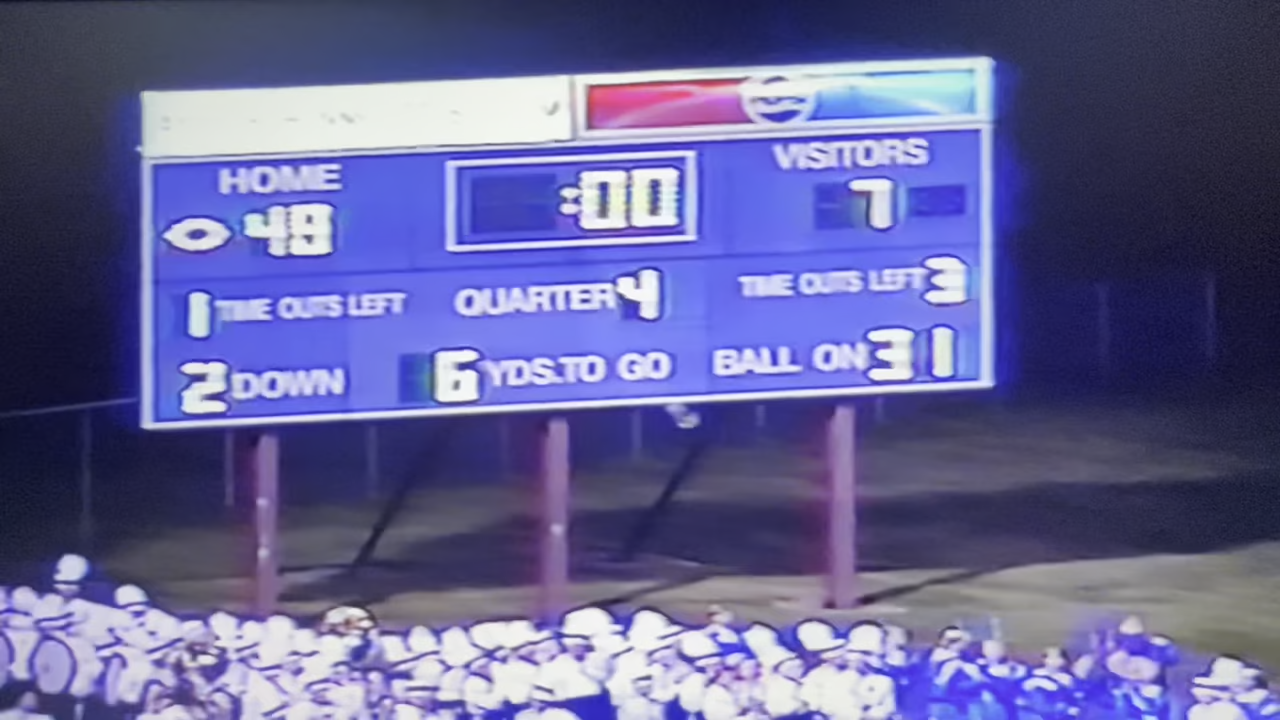 HOME :00 VISITORS
49 7
1 TIME OUTS LEFT QUARTER 4 TIME OUTS LEFT 3
2 DOWN 6 YDS.TO GO BALL ON 31